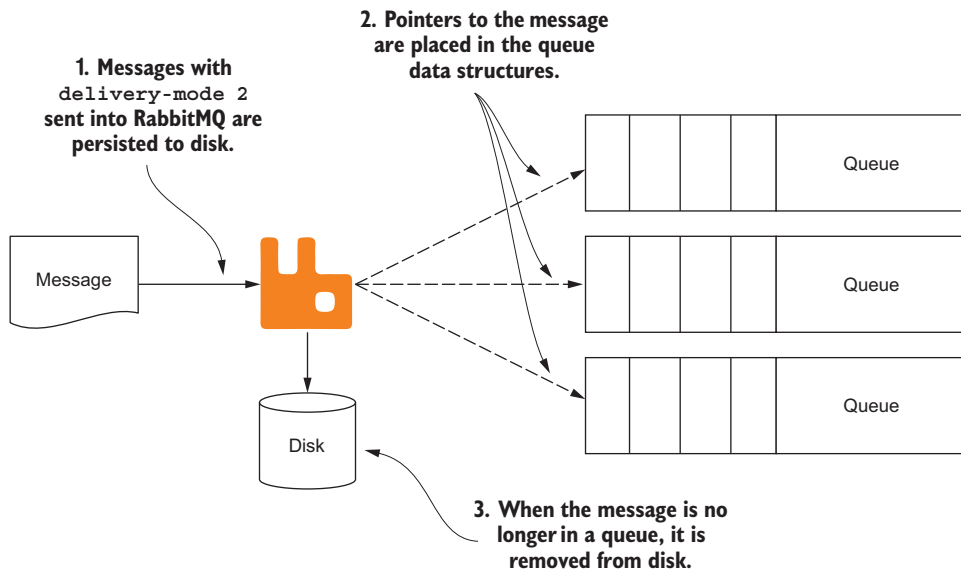 2. Pointers to the message
are placed in the queue
data structures.
1. Messages with
delivery-mode 2
sent into RabbitMQ are
persisted to disk.
Queue
Message
Queue
Queue
Disk
3. When the message is no
longer in a queue, it is
removed from disk.